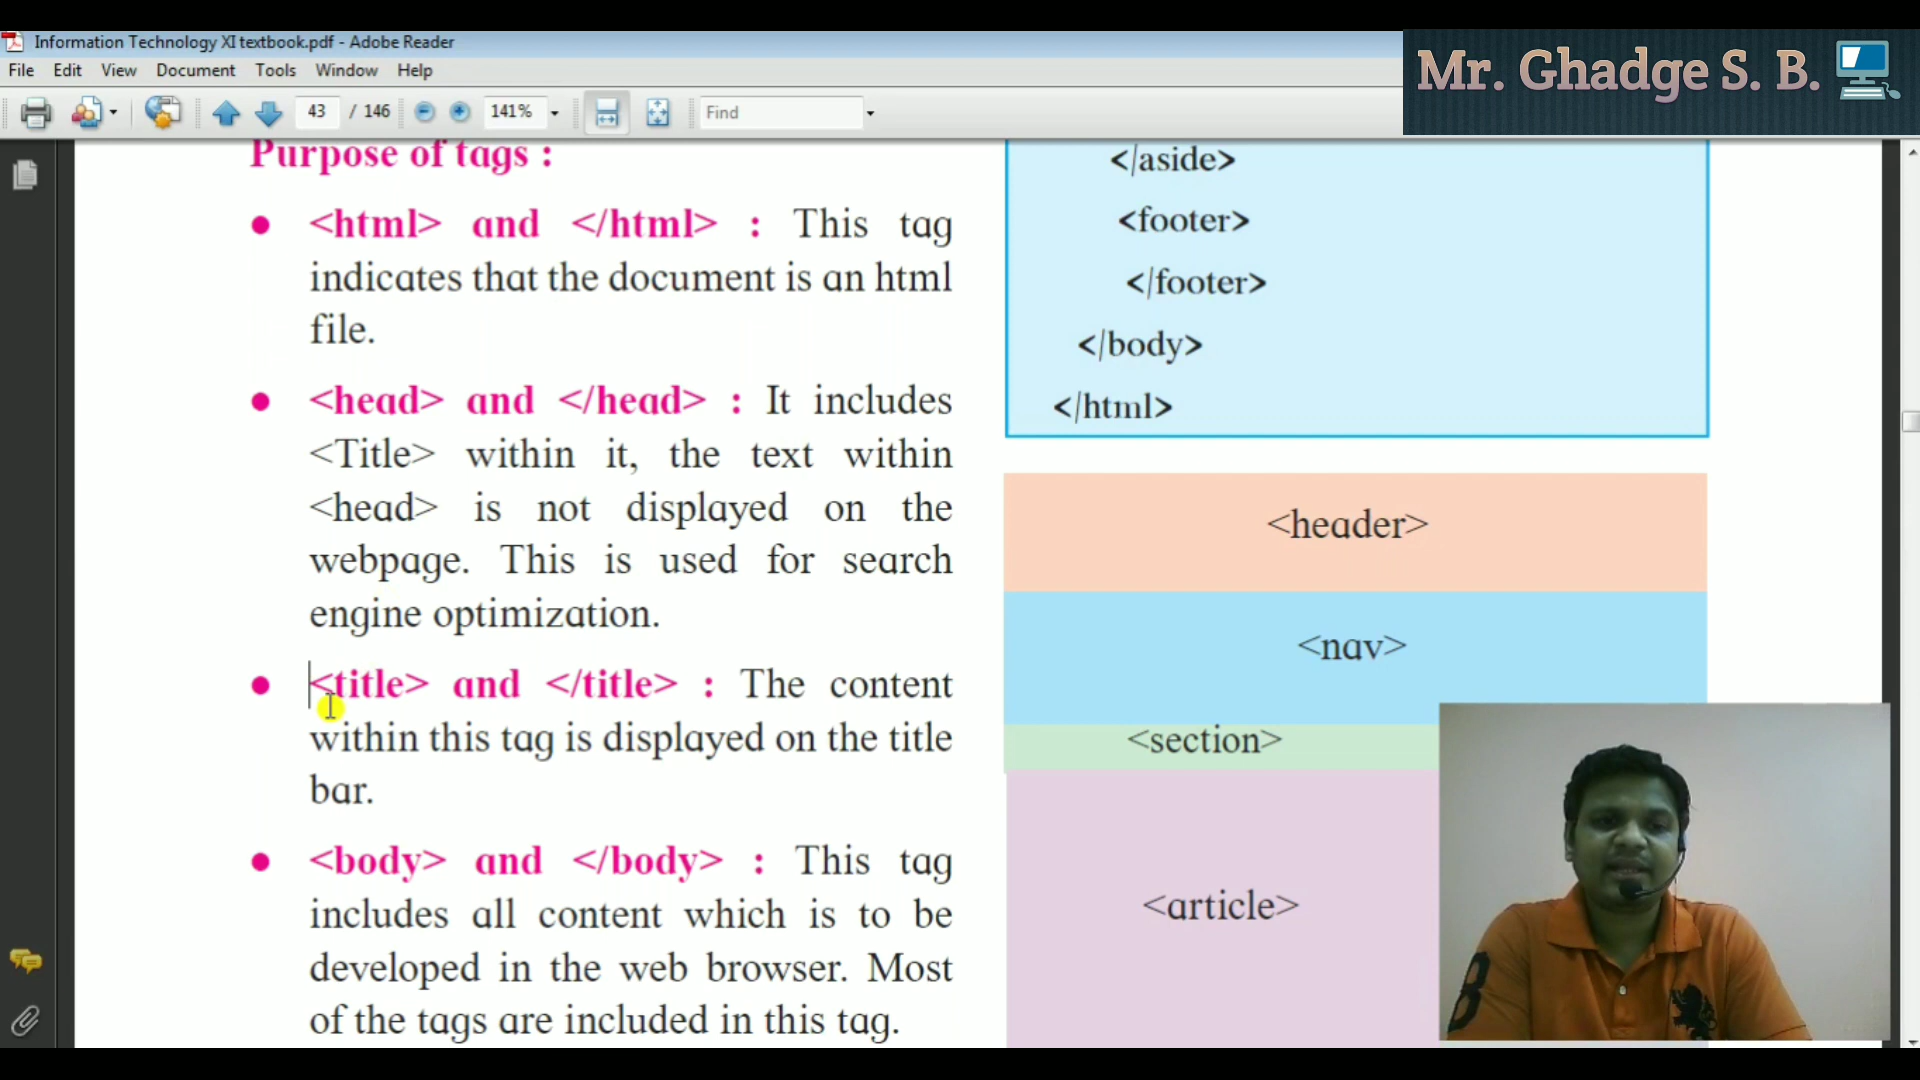 Information Technology XI textbook.pdf - Adobe Reader
Mr. Ghadge S. B.
File Edit View Document Tools Window Help
43 / 146 141% Find
Purpose of tags :
<html> and </html> : This tag
indicates that the document is an html
file.
<head> and </head> : It includes
<Title> within it, the text within
<head> is not displayed on the
webpage. This is used for search
engine optimization.
<title> and </title> : The content
within this tag is displayed on the title
bar.
<body> and </body> : This tag
includes all content which is to be
developed in the web browser. Most
of the tags are included in this tag.
</aside>
<footer>
</footer>
</body>
</html>
<header>
<nav>
<section>
<article>
8